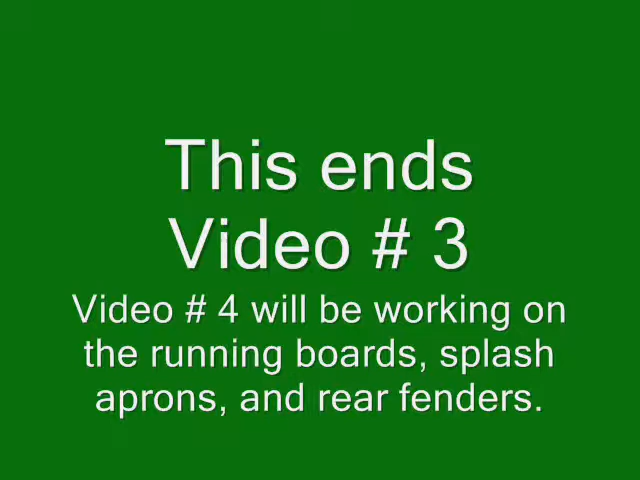 This ends
Video # 3
Video # 4 will be working on
the running boards, splash
aprons, and rear fenders.